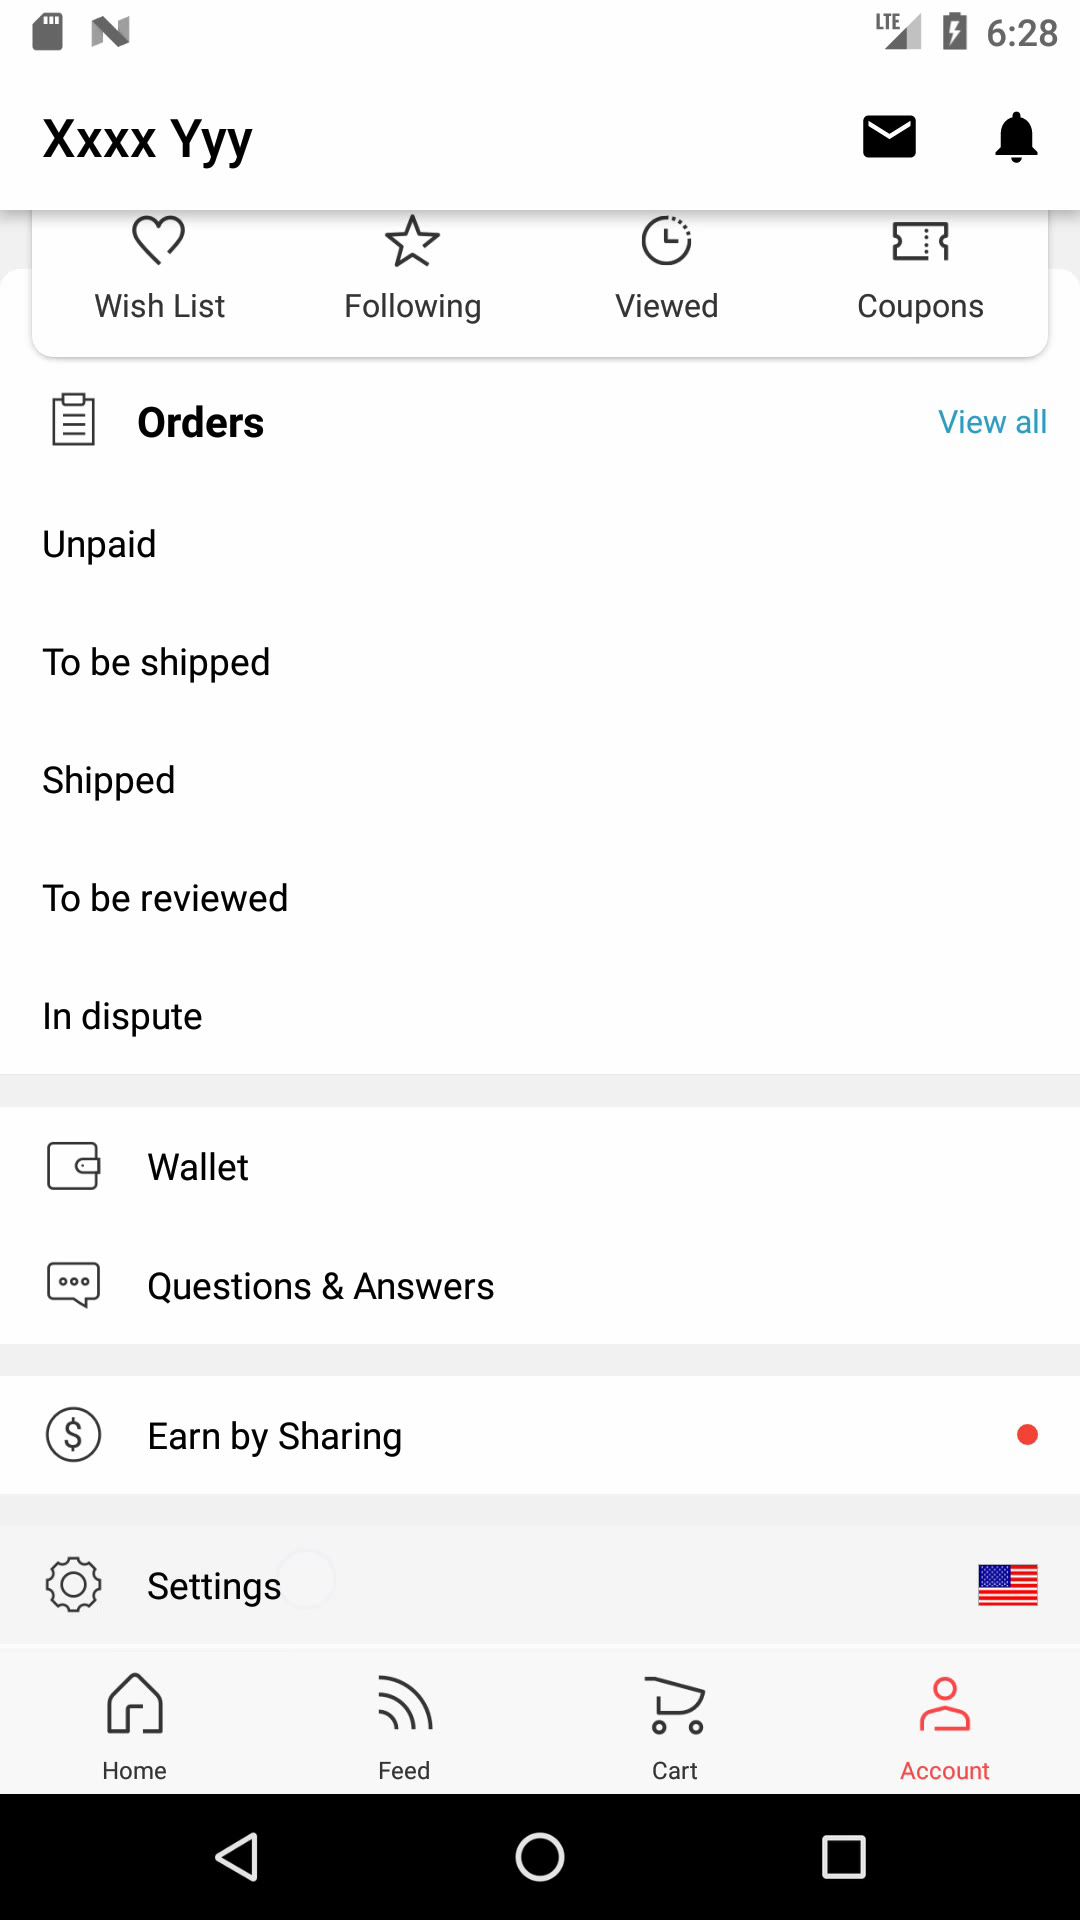 LTE 6:28
Xxxx Yyy
Wish List Following Viewed Coupons
Orders View all
Unpaid
To be shipped
Shipped
To be reviewed
In dispute
Wallet
Questions & Answers
Earn by Sharing
Settings
Home Feed Cart Account